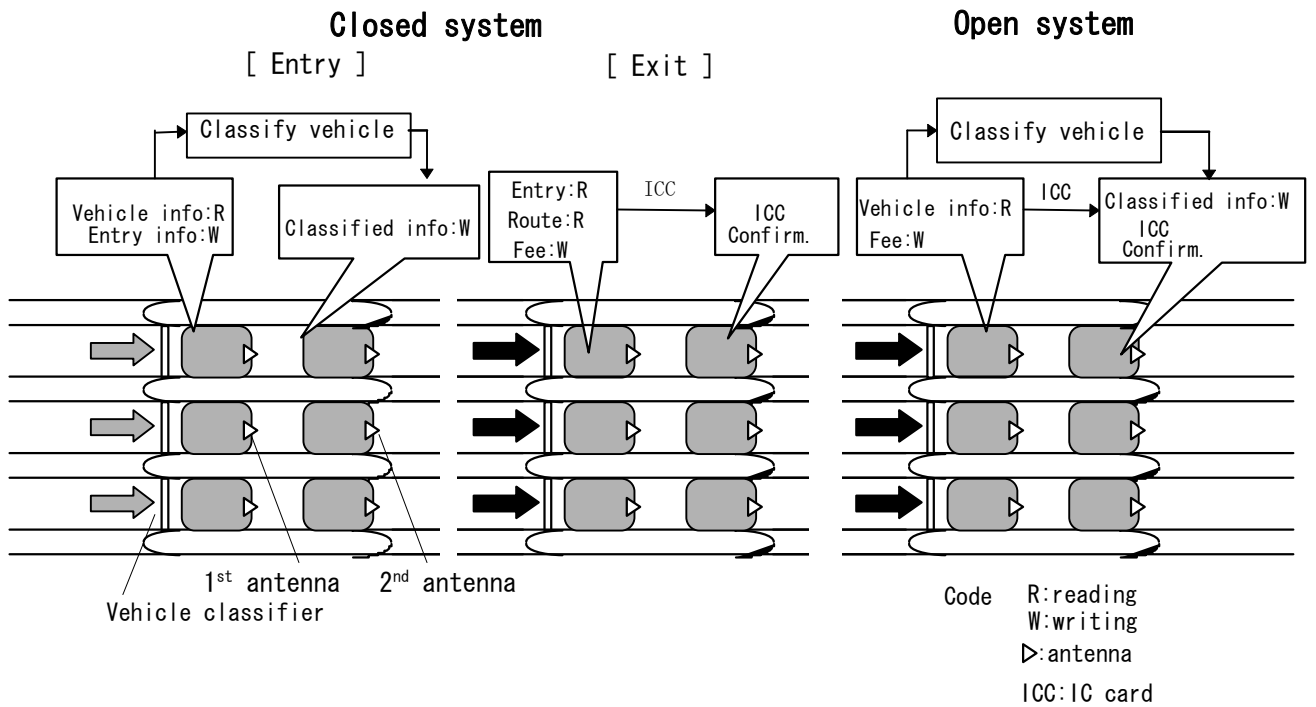 Closed system
Open system
[ Entry ]
[ Exit ]
Classify vehicle
Vehicle info:R
Entry info:W
Classified info:W
Entry:R
Route:R
Fee:W
ICC
ICC
Confirm.
Classify vehicle
Vehicle info:R
Fee:W
ICC
Classified info:W
ICC
Confirm.
1st antenna
2nd antenna
Vehicle classifier
Code
R:reading
W:writing
:antenna
ICC:IC card